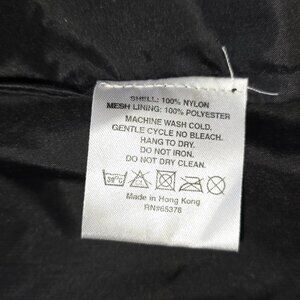 SHELL: 100% NYLON
MESH LINING: 100% POLYESTER
MACHINE WASH COLD.
GENTLE CYCLE NO BLEACH.
HANG TO DRY.
DO NOT IRON.
DO NOT DRY CLEAN.
30°C
Made in Hong Kong
RN#65378